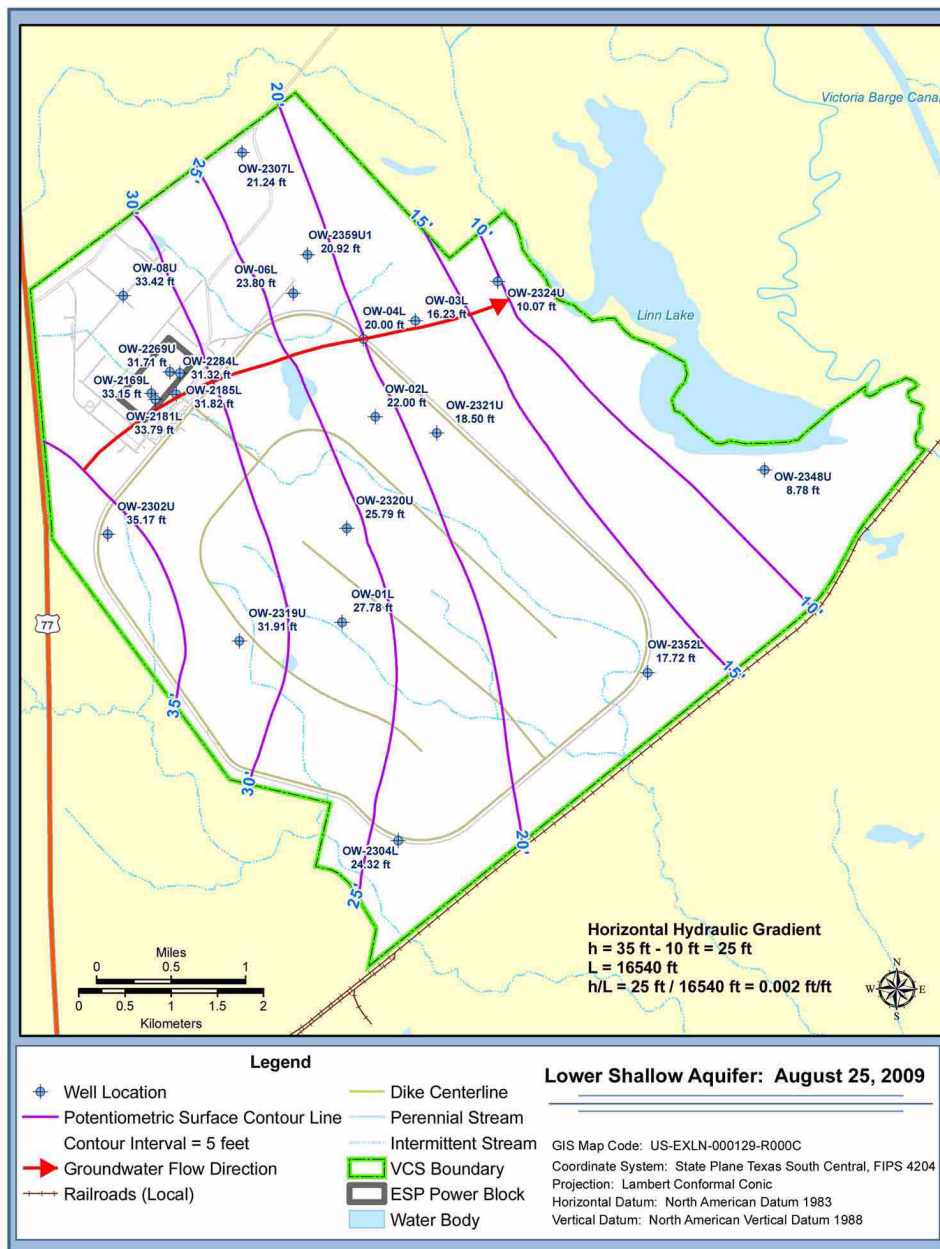 20'
Victoria Barge Cana
OW-2307L
21.24 ft
25'
30'
15'
10'
OW-2359U1
20.92 ft
OW-08U
33.42 ft
OW-06L
23.80 ft
OW-03L
16.23 ft
OW-2324U
10.07 ft
OW-04L
20.00 ft
Linn Lake
OW-2269U
31.71 ft
OW-2284L
31.32 ft
OW-2169L
33.15 ft
OW-2185L
31.82 ft
OW-2181L
33.79 ft
OW-02L
22.00 ft
OW-2321U
18.50 ft
OW-2348U
8.78 ft
OW-2302U
35.17 ft
OW-2320U
25.79 ft
OW-01L
27.78 ft
OW-2319U
31.91 ft
77
10'
OW-2352L
17.72 ft
15'
35'
30'
20'
OW-2304L
24.32 ft
25'
Horizontal Hydraulic Gradient
h = 35 ft - 10 ft = 25 ft
L = 16540 ft
h/L = 25 ft / 16540 ft = 0.002 ft/ft
Miles
0 0.5 1
0 0.5 1 2
Kilometers
N
W E
S
Legend
Well Location
Potentiometric Surface Contour Line
Contour Interval = 5 feet
Groundwater Flow Direction
Railroads (Local)
Dike Centerline
Perennial Stream
Intermittent Stream
VCS Boundary
ESP Power Block
Water Body
Lower Shallow Aquifer: August 25, 2009
GIS Map Code: US-EXLN-000129-R000C
Coordinate System: State Plane Texas South Central, FIPS 4204
Projection: Lambert Conformal Conic
Horizontal Datum: North American Datum 1983
Vertical Datum: North American Vertical Datum 1988